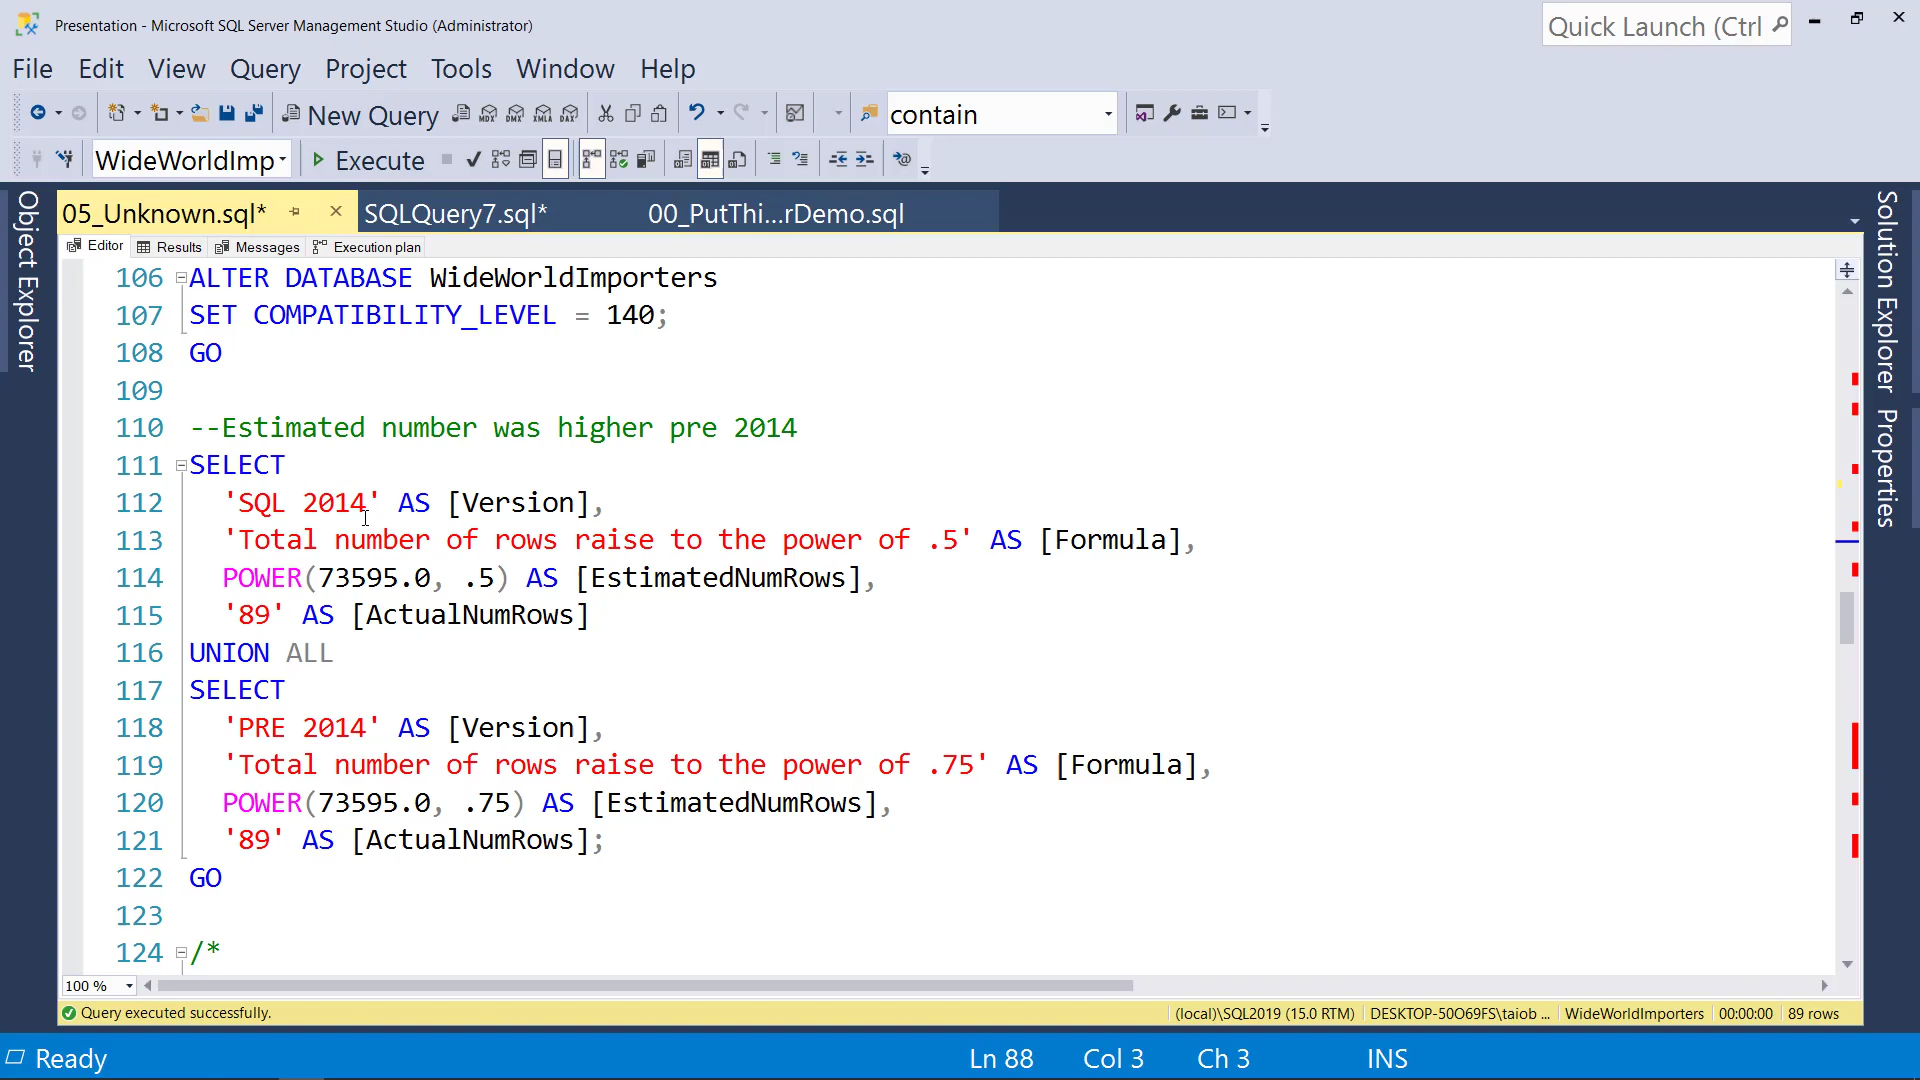 Presentation - Microsoft SQL Server Management Studio (Administrator)
Quick Launch (Ctrl
File Edit View Query Project Tools Window Help
New Query MDX DMX XMLA DAX contain
WideWorldImp Execute
05_Unknown.sql* SQLQuery7.sql* 00_PutThi...rDemo.sql
Editor Results Messages Execution plan
Object Explorer
Solution Explorer
Properties
106 ALTER DATABASE WideWorldImporters
107 SET COMPATIBILITY_LEVEL = 140;
108 GO
109
110 --Estimated number was higher pre 2014
111 SELECT
112 'SQL 2014' AS [Version],
113 'Total number of rows raise to the power of .5' AS [Formula],
114 POWER(73595.0, .5) AS [EstimatedNumRows],
115 '89' AS [ActualNumRows]
116 UNION ALL
117 SELECT
118 'PRE 2014' AS [Version],
119 'Total number of rows raise to the power of .75' AS [Formula],
120 POWER(73595.0, .75) AS [EstimatedNumRows],
121 '89' AS [ActualNumRows];
122 GO
123
124 /*
100 %
Query executed successfully. (local)\SQL2019 (15.0 RTM) DESKTOP-50O69FS\taiob ... WideWorldImporters 00:00:00 89 rows
Ready Ln 88 Col 3 Ch 3 INS